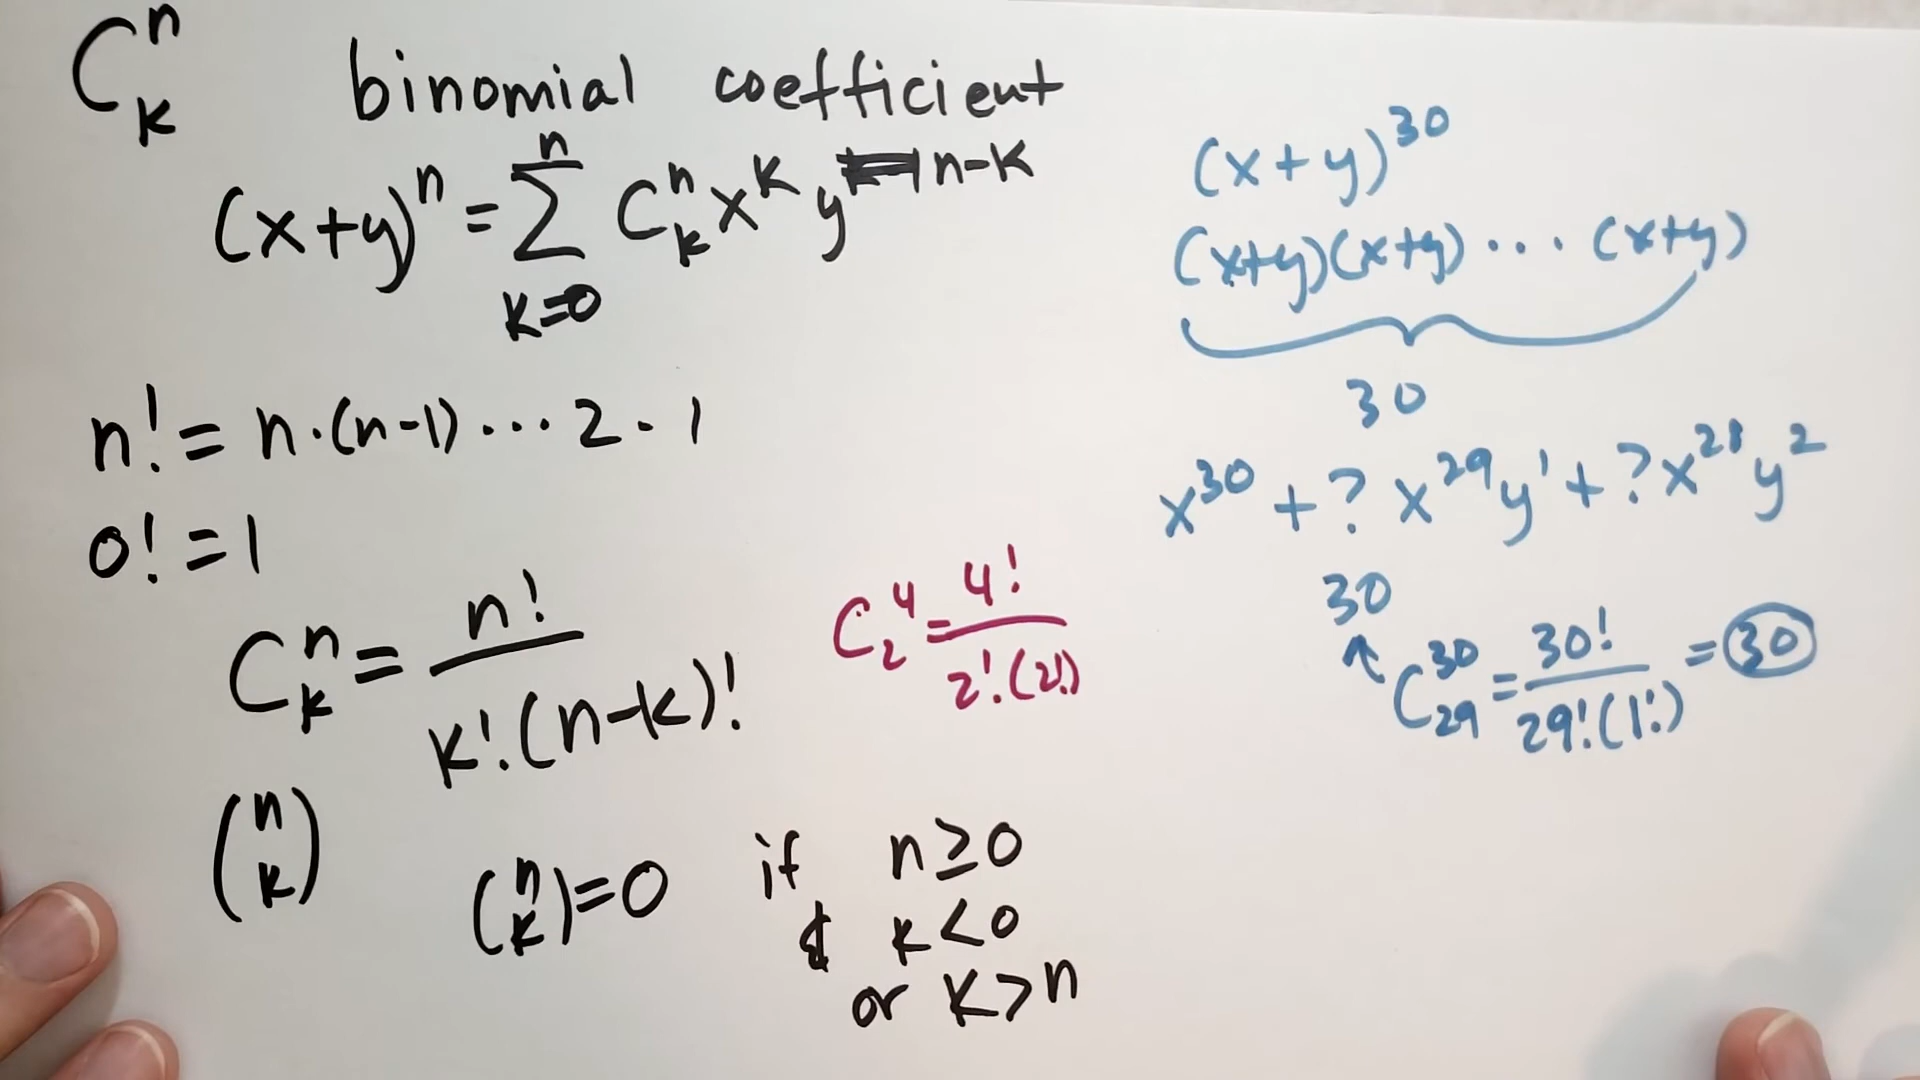 C^n_k binomial coefficient
(x+y)^n = ∑_{k=0}^{n} C^n_k x^k y^{n-k}
n! = n·(n-1)···2·1
0! = 1
C^n_k = n!/(k!·(n-k)!)
C^4_2 = 4!/(2!·(2!))
(n k)
(n k) = 0 if n ≥ 0
& k < 0
or k > n
(x+y)^30
(x+y)(x+y)···(x+y)
30
x^30 + ? x^29 y^1 + ? x^28 y^2
30
↑ C^30_29 = 30!/(29!·(1!)) = 30